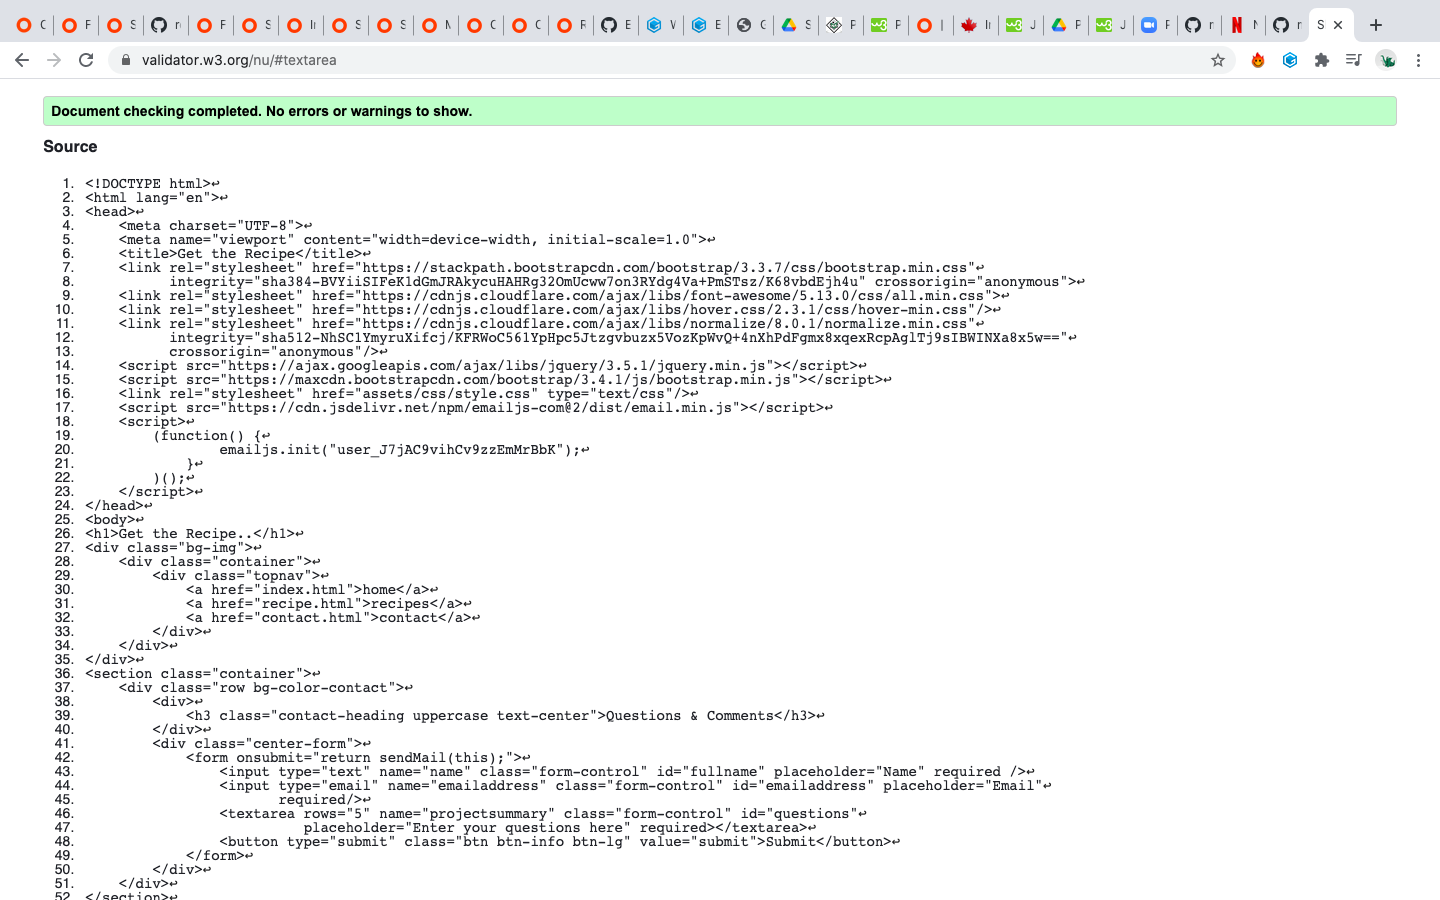 validator.w3.org/nu/#textarea
Document checking completed. No errors or warnings to show.
Source
1. <!DOCTYPE html>↩
2. <html lang="en">↩
3. <head>↩
4. <meta charset="UTF-8">↩
5. <meta name="viewport" content="width=device-width, initial-scale=1.0">↩
6. <title>Get the Recipe</title>↩
7. <link rel="stylesheet" href="https://stackpath.bootstrapcdn.com/bootstrap/3.3.7/css/bootstrap.min.css"↩
8. integrity="sha384-BVYiiSIFeK1dGmJRAkycuHAHRg32OmUcww7on3RYdg4Va+PmSTsz/K68vbdEjh4u" crossorigin="anonymous">↩
9. <link rel="stylesheet" href="https://cdnjs.cloudflare.com/ajax/libs/font-awesome/5.13.0/css/all.min.css">↩
10. <link rel="stylesheet" href="https://cdnjs.cloudflare.com/ajax/libs/hover.css/2.3.1/css/hover-min.css"/>↩
11. <link rel="stylesheet" href="https://cdnjs.cloudflare.com/ajax/libs/normalize/8.0.1/normalize.min.css"↩
12. integrity="sha512-NhSC1YmyruXifcj/KFRWoC561YpHpc5Jtzgvbuzx5VozKpWvQ+4nXhPdFgmx8xqexRcpAglTj9sIBWINXa8x5w=="↩
13. crossorigin="anonymous"/>↩
14. <script src="https://ajax.googleapis.com/ajax/libs/jquery/3.5.1/jquery.min.js"></script>↩
15. <script src="https://maxcdn.bootstrapcdn.com/bootstrap/3.4.1/js/bootstrap.min.js"></script>↩
16. <link rel="stylesheet" href="assets/css/style.css" type="text/css"/>↩
17. <script src="https://cdn.jsdelivr.net/npm/emailjs-com@2/dist/email.min.js"></script>↩
18. <script>↩
19. (function() {↩
20. emailjs.init("user_J7jAC9vihCv9zzEmMrBbK");↩
21. }↩
22. )();↩
23. </script>↩
24. </head>↩
25. <body>↩
26. <h1>Get the Recipe..</h1>↩
27. <div class="bg-img">↩
28. <div class="container">↩
29. <div class="topnav">↩
30. <a href="index.html">home</a>↩
31. <a href="recipe.html">recipes</a>↩
32. <a href="contact.html">contact</a>↩
33. </div>↩
34. </div>↩
35. </div>↩
36. <section class="container">↩
37. <div class="row bg-color-contact">↩
38. <div>↩
39. <h3 class="contact-heading uppercase text-center">Questions & Comments</h3>↩
40. </div>↩
41. <div class="center-form">↩
42. <form onsubmit="return sendMail(this);">↩
43. <input type="text" name="name" class="form-control" id="fullname" placeholder="Name" required />↩
44. <input type="email" name="emailaddress" class="form-control" id="emailaddress" placeholder="Email"↩
45. required/>↩
46. <textarea rows="5" name="projectsummary" class="form-control" id="questions"↩
47. placeholder="Enter your questions here" required></textarea>↩
48. <button type="submit" class="btn btn-info btn-lg" value="submit">Submit</button>↩
49. </form>↩
50. </div>↩
51. </div>↩
52. </section>↩